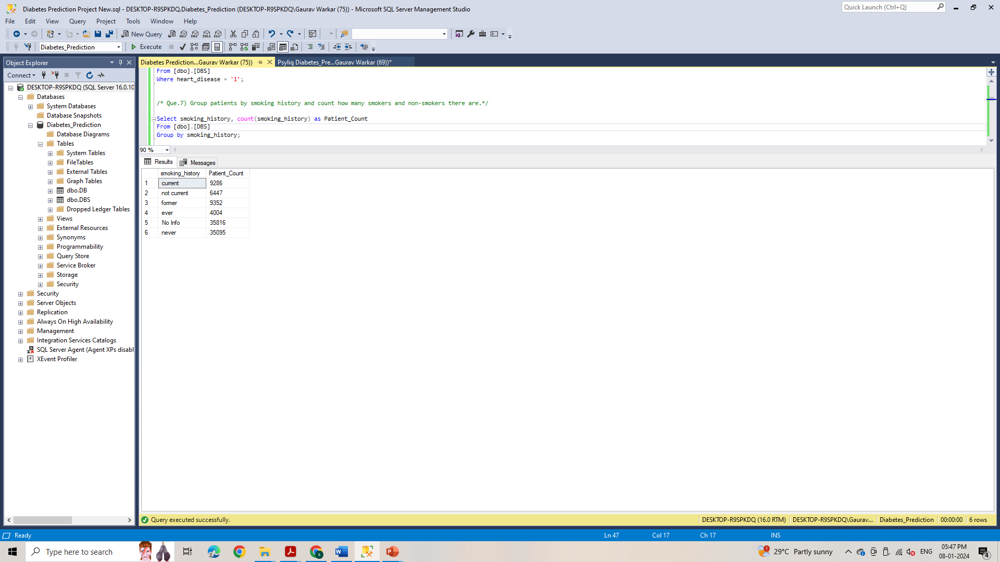 Diabetes Prediction Project New.sql - DESKTOP-R9SPKDQ.Diabetes_Prediction (DESKTOP-R9SPKDQ\Gaurav Warkar (75)) - Microsoft SQL Server Management Studio
Quick Launch (Ctrl+Q)
File Edit View Query Project Tools Window Help
New Query
MDX DMX XMLA DAX
Diabetes_Prediction
Execute
Object Explorer
Diabetes Prediction...Gaurav Warkar (75))
Psyliq Diabetes_Pre...Gaurav Warkar (69))*
Connect
DESKTOP-R9SPKDQ (SQL Server 16.0.10
Databases
System Databases
Database Snapshots
Diabetes_Prediction
Database Diagrams
Tables
System Tables
FileTables
External Tables
Graph Tables
dbo.DB
dbo.DBS
Dropped Ledger Tables
Views
External Resources
Synonyms
Programmability
Query Store
Service Broker
Storage
Security
Security
Server Objects
Replication
Always On High Availability
Management
Integration Services Catalogs
SQL Server Agent (Agent XPs disabl
XEvent Profiler
From [dbo].[DBS]
Where heart_disease = '1';
/* Que.7) Group patients by smoking history and count how many smokers and non-smokers there are.*/
Select smoking_history, count(smoking_history) as Patient_Count
From [dbo].[DBS]
Group by smoking_history;
90 %
Results Messages
smoking_history Patient_Count
1 current 9286
2 not current 6447
3 former 9352
4 ever 4004
5 No Info 35816
6 never 35095
Query executed successfully.
DESKTOP-R9SPKDQ (16.0 RTM) DESKTOP-R9SPKDQ\Gaurav... Diabetes_Prediction 00:00:00 6 rows
Ready
Ln 47 Col 17 Ch 17 INS
Type here to search
29°C Partly sunny
ENG
05:47 PM
08-01-2024
4